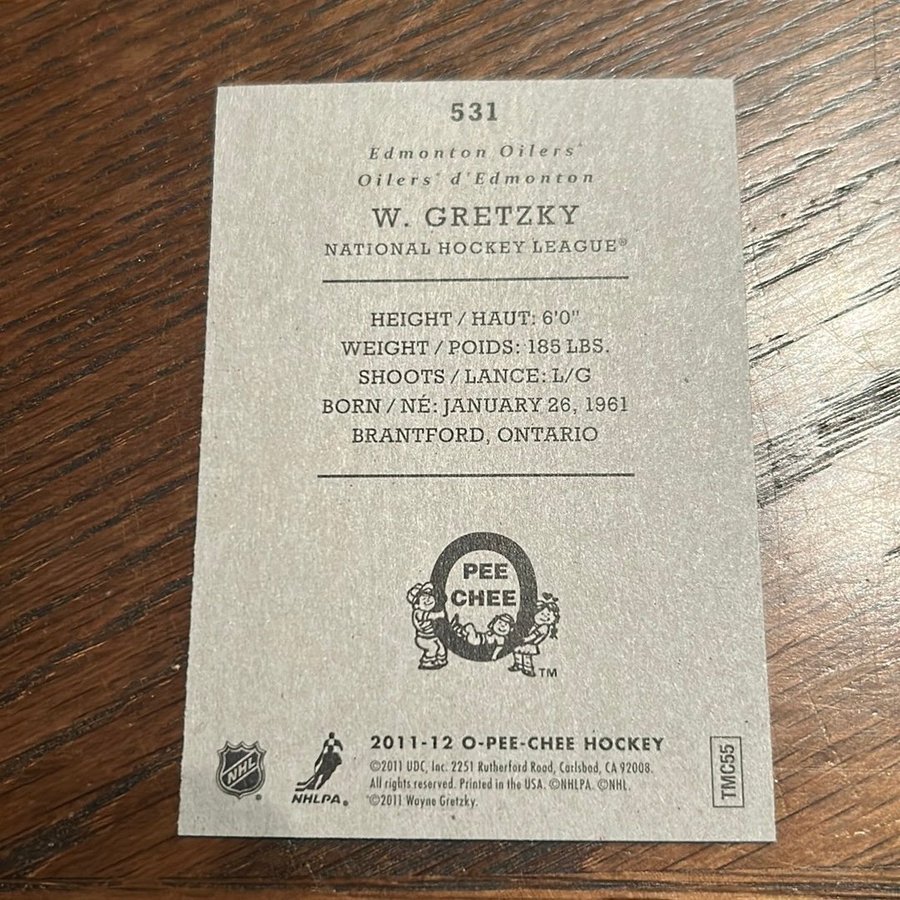 531
Edmonton Oilers®
Oilers® d'Edmonton
W. GRETZKY
NATIONAL HOCKEY LEAGUE®
HEIGHT / HAUT: 6'0"
WEIGHT / POIDS: 185 LBS.
SHOOTS / LANCE: L/G
BORN / NÉ: JANUARY 26, 1961
BRANTFORD, ONTARIO
O
PEE
CHEE
TM
NHL
®
NHLPA®
2011-12 O-PEE-CHEE HOCKEY
©2011 UDC, Inc. 2251 Rutherford Road, Carlsbad, CA 92008.
All rights reserved. Printed in the USA. ©NHLPA. ©NHL.
©2011 Wayne Gretzky.
TMC55